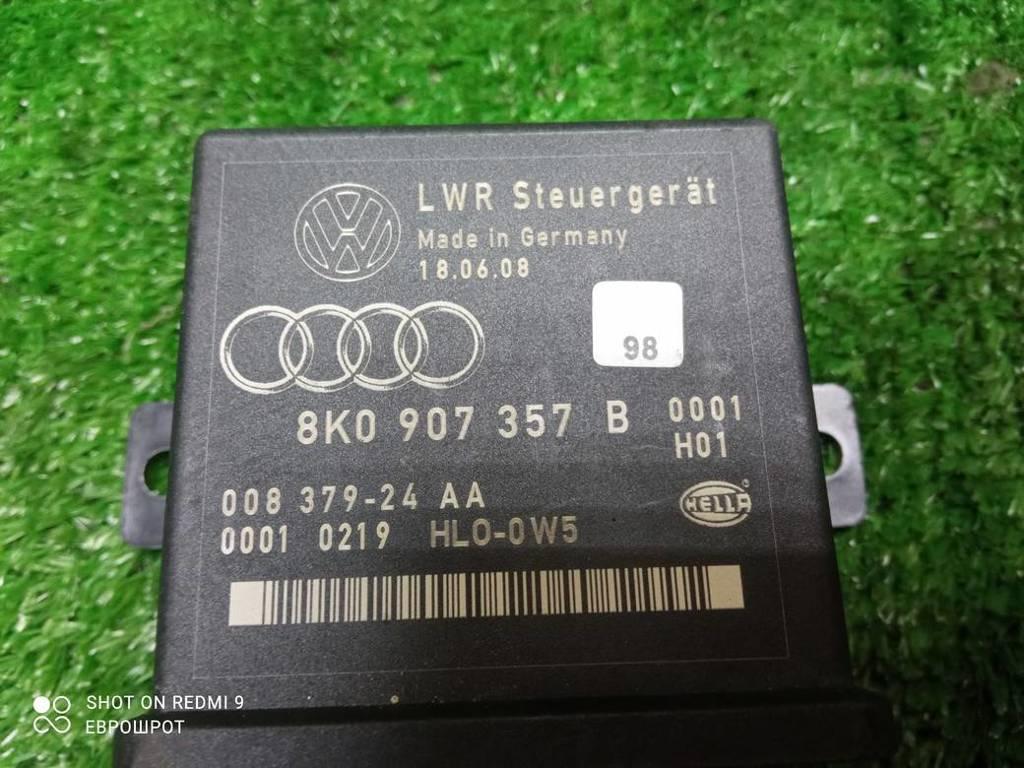 LWR Steuergerät
Made in Germany
18.06.08
98
8K0 907 357 B 0001
H01
008 379-24 AA
HELLA
0001 0219 HLO-0W5
SHOT ON REDMI 9
ЕВРОШРОТ